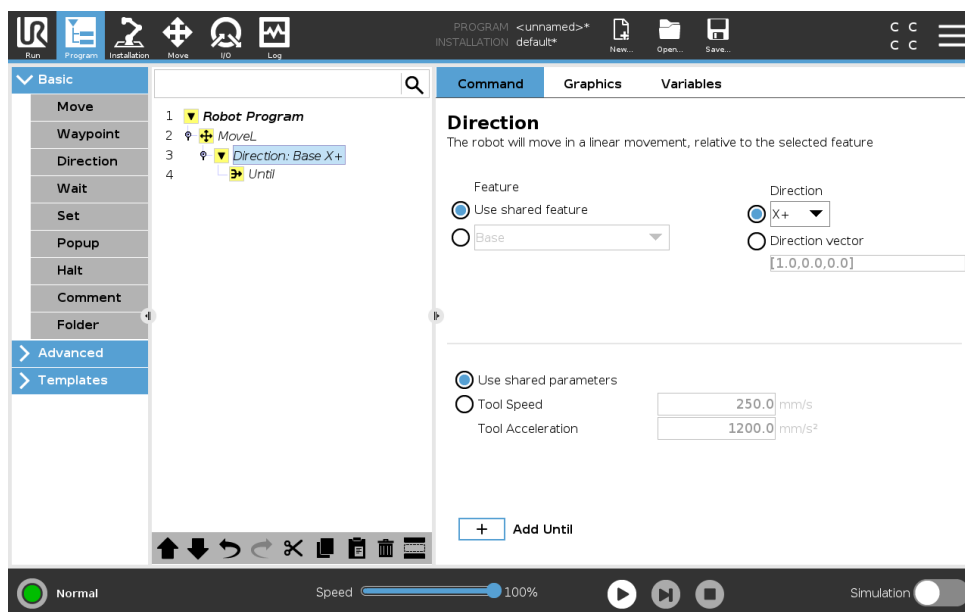 PROGRAM <unnamed>*
INSTALLATION default*
C C
C C
Run
Program
Installation
Move
I/O
Log
New...
Open...
Save...
Basic
Move
Waypoint
Direction
Wait
Set
Popup
Halt
Comment
Folder
Advanced
Templates
1 Robot Program
2 MoveL
3 Direction: Base X+
4 Until
Command Graphics Variables
Direction
The robot will move in a linear movement, relative to the selected feature
Feature
Use shared feature
Base
Direction
X+
Direction vector
[1.0,0.0,0.0]
Use shared parameters
Tool Speed 250.0 mm/s
Tool Acceleration 1200.0 mm/s²
+ Add Until
Normal
Speed 100%
Simulation